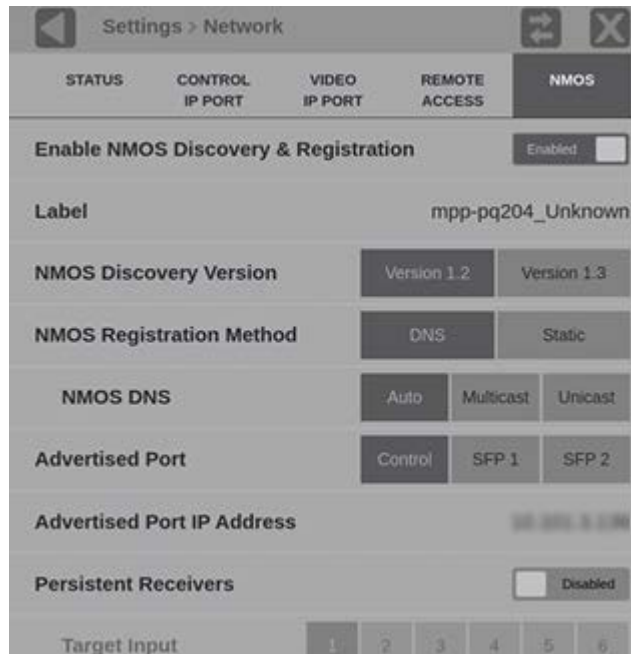 Settings > Network
STATUS CONTROL IP PORT VIDEO IP PORT REMOTE ACCESS NMOS
Enable NMOS Discovery & Registration Enabled
Label mpp-pq204_Unknown
NMOS Discovery Version Version 1.2 Version 1.3
NMOS Registration Method DNS Static
NMOS DNS Auto Multicast Unicast
Advertised Port Control SFP 1 SFP 2
Advertised Port IP Address
Persistent Receivers Disabled
Target Input 1 2 3 4 5 6